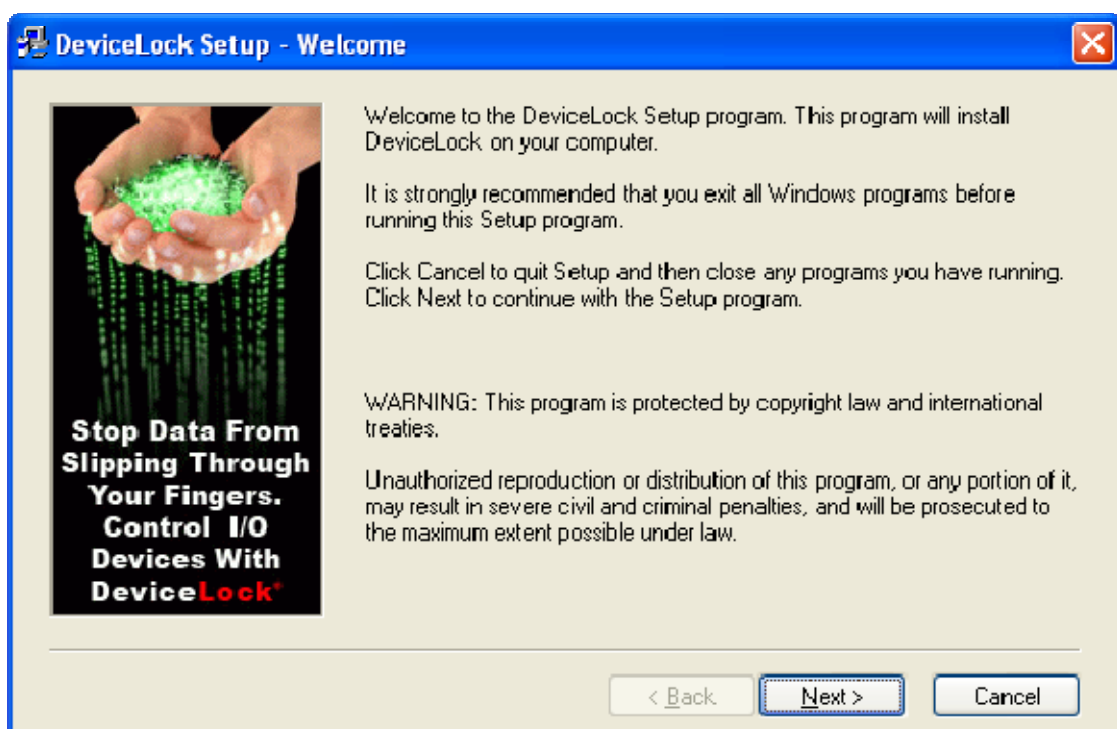 DeviceLock Setup - Welcome
Welcome to the DeviceLock Setup program. This program will install
DeviceLock on your computer.
It is strongly recommended that you exit all Windows programs before
running this Setup program.
Click Cancel to quit Setup and then close any programs you have running.
Click Next to continue with the Setup program.
WARNING: This program is protected by copyright law and international
treaties.
Unauthorized reproduction or distribution of this program, or any portion of it,
may result in severe civil and criminal penalties, and will be prosecuted to
the maximum extent possible under law.
Stop Data From
Slipping Through
Your Fingers.
Control I/O
Devices With
DeviceLock®
< Back
Next >
Cancel